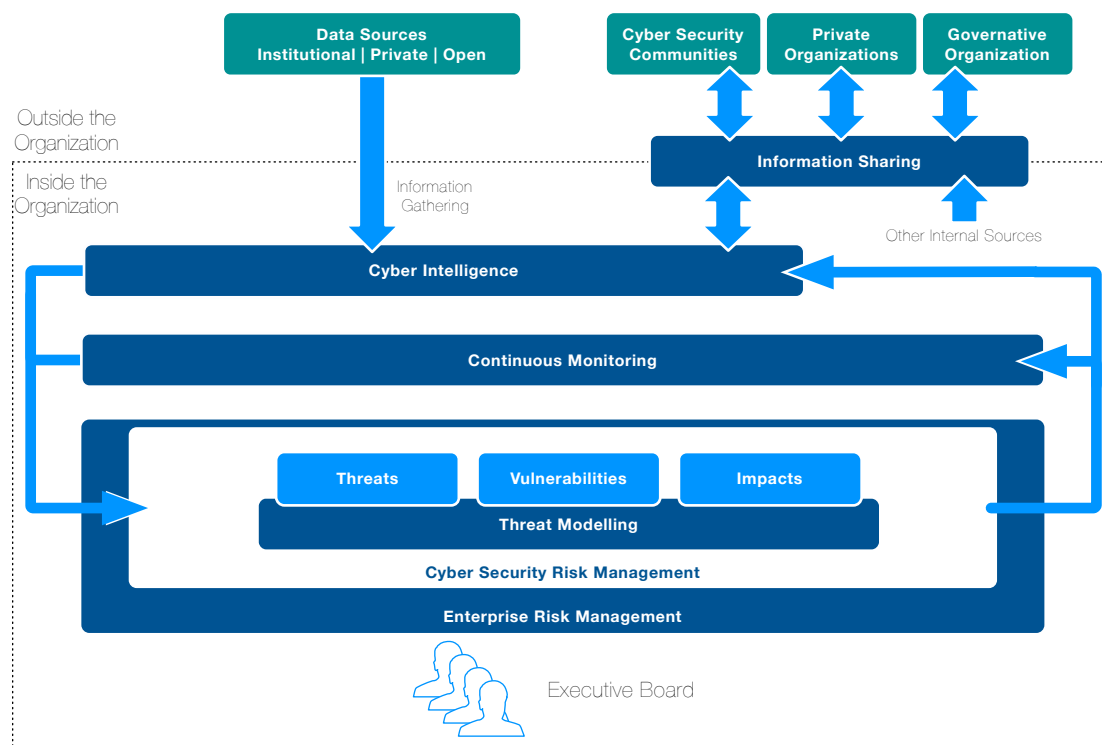 Data Sources
Institutional | Private | Open
Cyber Security
Communities
Private
Organizations
Governative
Organization
Outside the
Organization
Information Sharing
Inside the
Organization
Information
Gathering
Other Internal Sources
Cyber Intelligence
Continuous Monitoring
Threats
Vulnerabilities
Impacts
Threat Modelling
Cyber Security Risk Management
Enterprise Risk Management
Executive Board